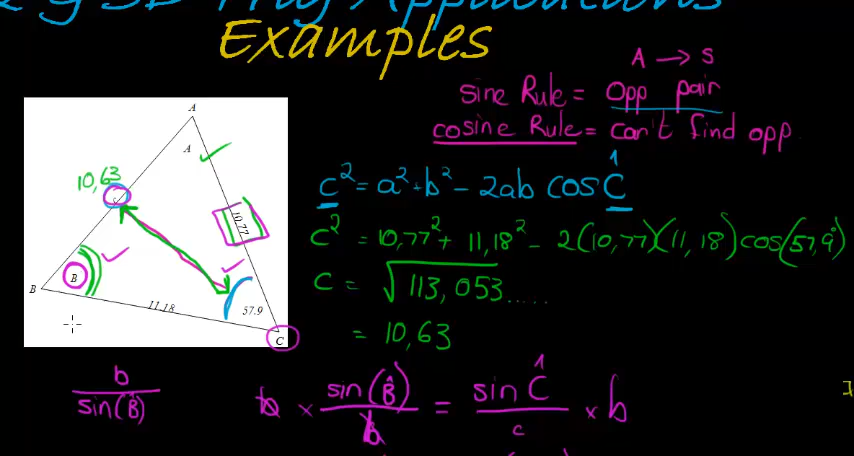 Examples
A → S
sine Rule = Opp pair
cosine Rule = can't find opp.
A
A
10,63
10.77
B
B
11.18
57.9
C
c² = a² + b² - 2ab cos Ĉ
c² = 10,77² + 11,18² - 2(10,77)(11,18) cos(57,9°)
c = √113,053.....
= 10,63
b / sin(B̂)
b × sin(B̂) / b = sin Ĉ / c × b